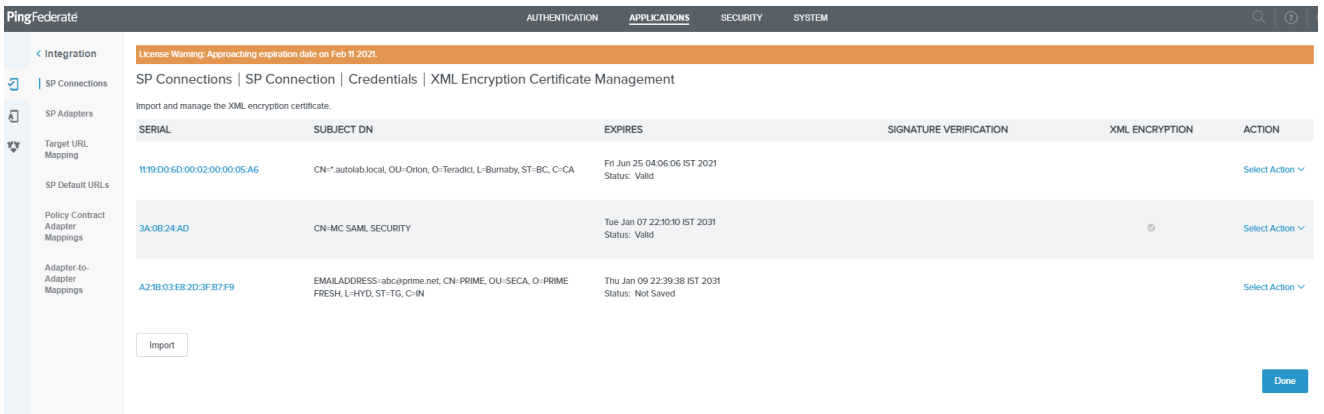 PingFederate
AUTHENTICATION APPLICATIONS SECURITY SYSTEM
Integration
SP Connections
SP Adapters
Target URL
Mapping
SP Default URLs
Policy Contract
Adapter
Mappings
Adapter-to-
Adapter
Mappings
License Warning: Approaching expiration date on Feb 11 2021.
SP Connections | SP Connection | Credentials | XML Encryption Certificate Management
Import and manage the XML encryption certificate.
SERIAL SUBJECT DN EXPIRES SIGNATURE VERIFICATION XML ENCRYPTION ACTION
11:19:D0:6D:00:02:00:00:05:A6 CN=*.autolab.local, OU=Orion, O=Teradici, L=Burnaby, ST=BC, C=CA Fri Jun 25 04:06:06 IST 2021 Select Action
Status: Valid
3A:0B:24:AD CN=MC SAML SECURITY Tue Jan 07 22:10:10 IST 2031 Select Action
Status: Valid
A2:1B:03:E8:2D:3F:B7:F9 EMAILADDRESS=abc@prime.net, CN=PRIME, OU=SECA, O=PRIME Thu Jan 09 22:39:38 IST 2031 Select Action
FRESH, L=HYD, ST=TG, C=IN Status: Not Saved
Import
Done